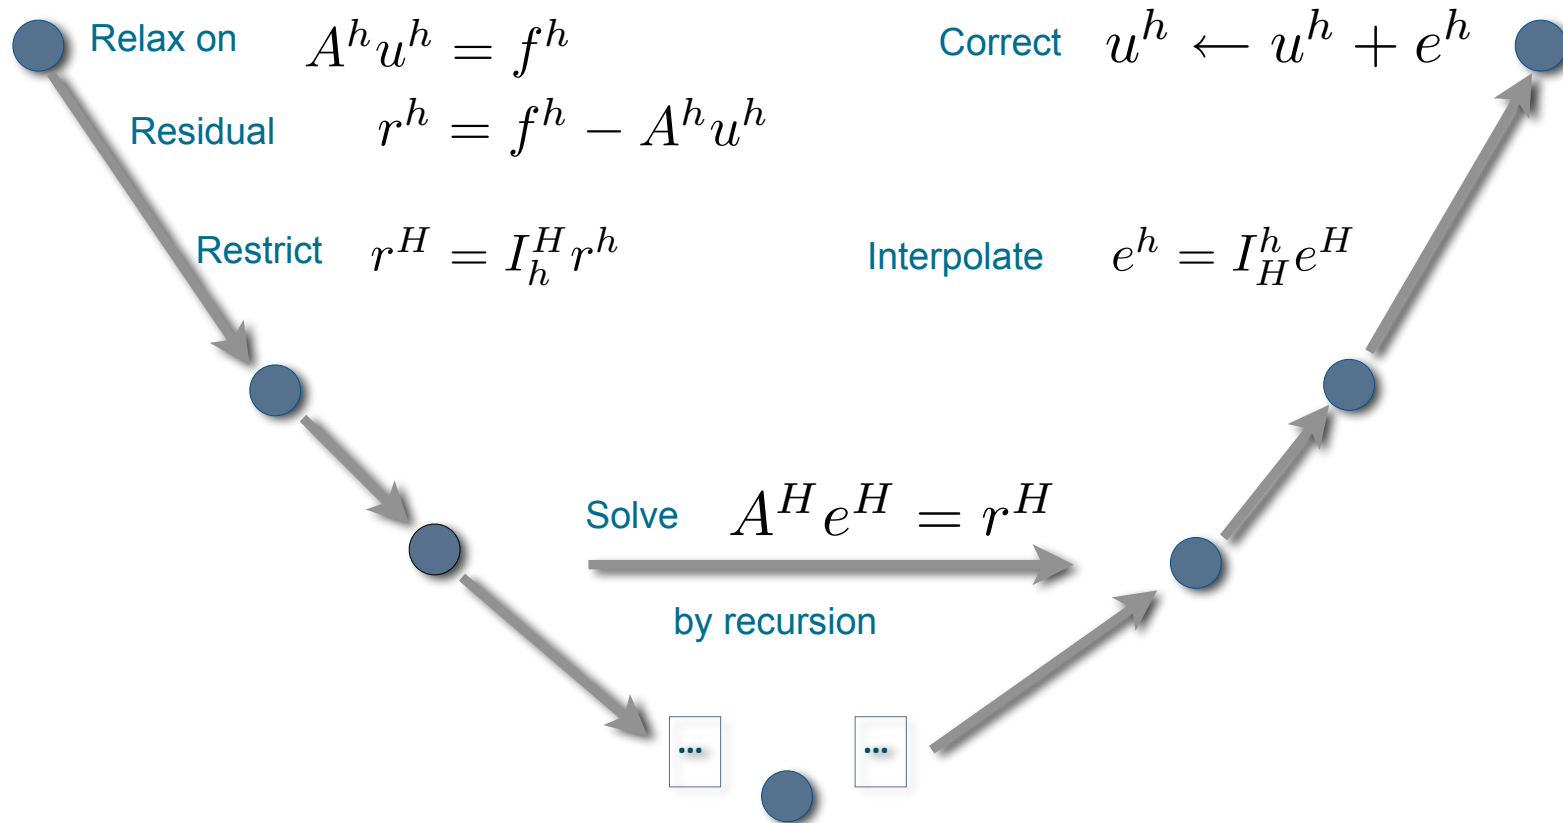 Relax on A^h u^h = f^h
Residual r^h = f^h − A^h u^h
Restrict r^H = I_h^H r^h
Solve A^H e^H = r^H
by recursion
...
...
Interpolate e^h = I_H^h e^H
Correct u^h ← u^h + e^h